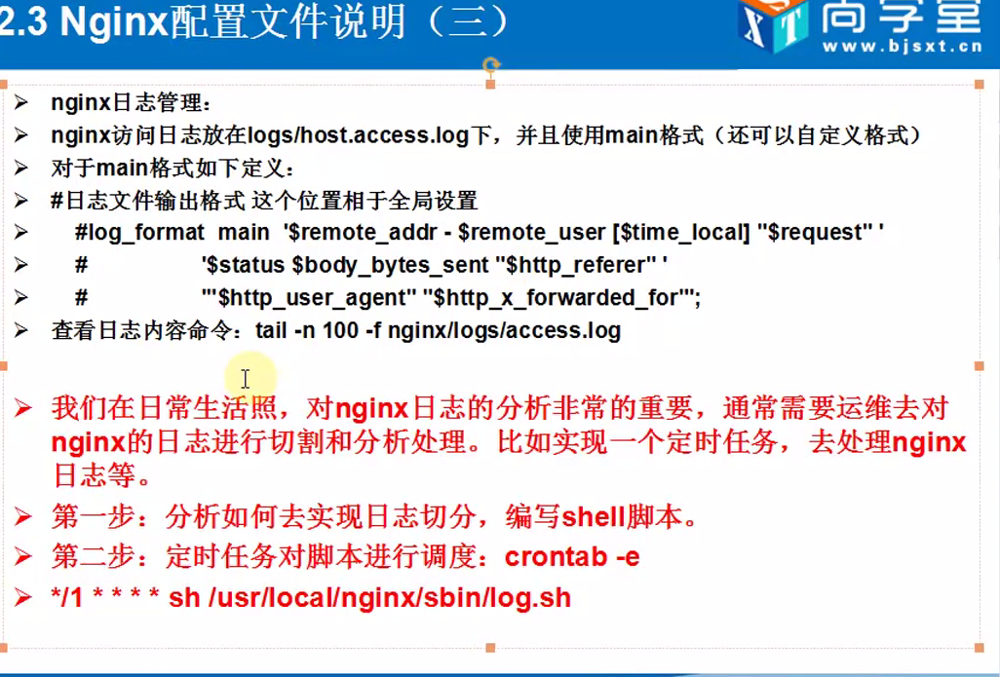 2.3 Nginx配置文件说明（三）
尚学堂
www.bjsxt.cn
nginx日志管理：
nginx访问日志放在logs/host.access.log下，并且使用main格式（还可以自定义格式）
对于main格式如下定义：
#日志文件输出格式 这个位置相于全局设置
#log_format main '$remote_addr - $remote_user [$time_local] "$request" '
# '$status $body_bytes_sent "$http_referer" '
# '"$http_user_agent" "$http_x_forwarded_for"';
查看日志内容命令：tail -n 100 -f nginx/logs/access.log
我们在日常生活照，对nginx日志的分析非常的重要，通常需要运维去对
nginx的日志进行切割和分析处理。比如实现一个定时任务，去处理nginx
日志等。
第一步：分析如何去实现日志切分，编写shell脚本。
第二步：定时任务对脚本进行调度：crontab -e
*/1 * * * * sh /usr/local/nginx/sbin/log.sh